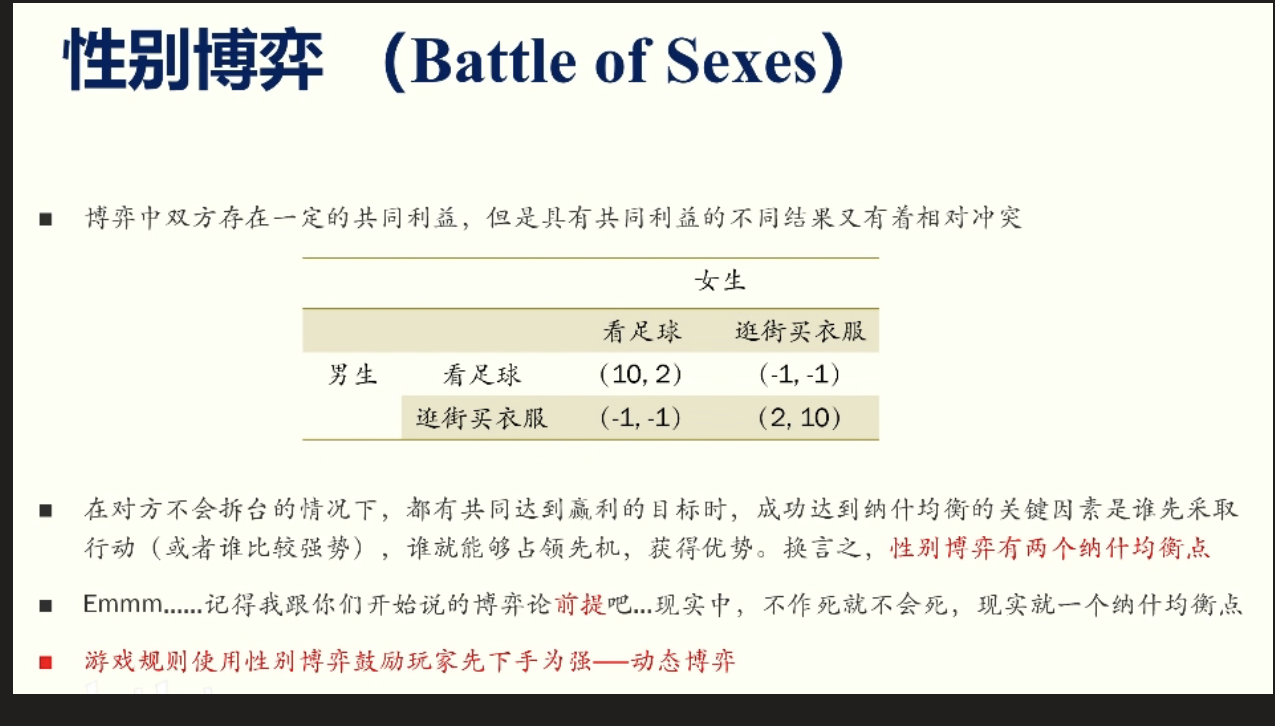 性别博弈 （Battle of Sexes）
■ 博弈中双方存在一定的共同利益，但是具有共同利益的不同结果又有着相对冲突
女生
看足球 逛街买衣服
男生 看足球 (10, 2) (-1, -1)
逛街买衣服 (-1, -1) (2, 10)
■ 在对方不会拆台的情况下，都有共同达到赢利的目标时，成功达到纳什均衡的关键因素是谁先采取
行动（或者谁比较强势），谁就能够占领先机，获得优势。换言之，性别博弈有两个纳什均衡点
■ Emmm......记得我跟你们开始说的博弈论前提吧...现实中，不作死就不会死，现实就一个纳什均衡点
■ 游戏规则使用性别博弈鼓励玩家先下手为强——动态博弈